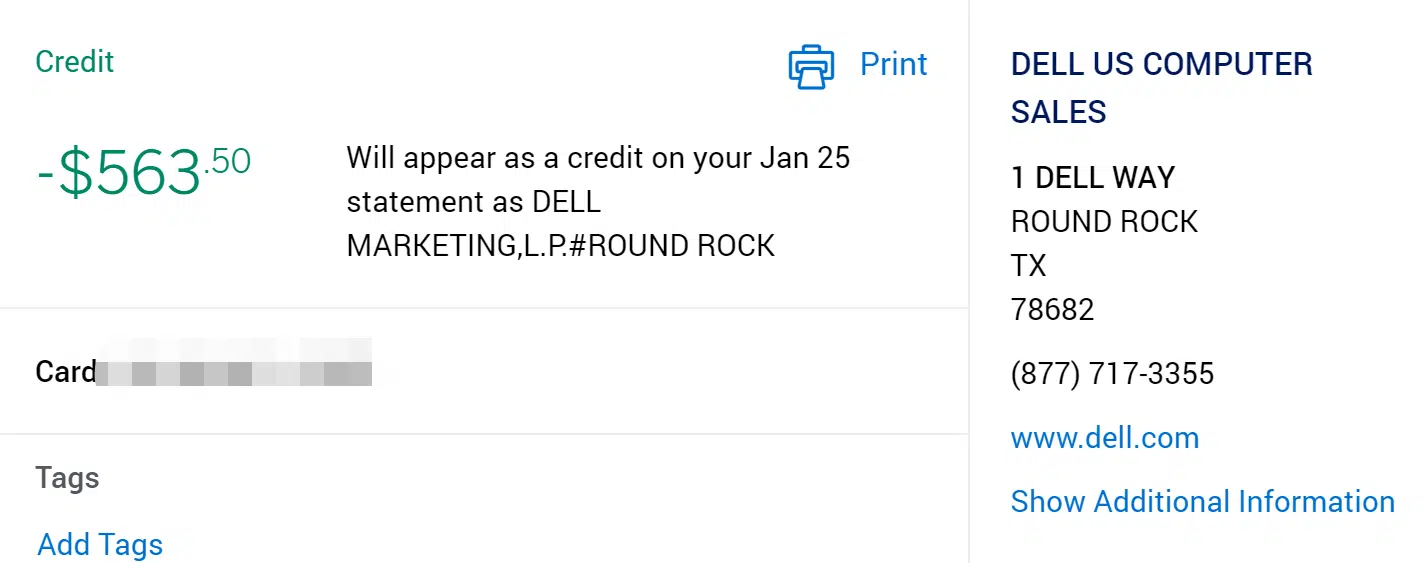 Credit
Print
-$563.50
Will appear as a credit on your Jan 25
statement as DELL
MARKETING,L.P.#ROUND ROCK
Card
Tags
Add Tags
DELL US COMPUTER
SALES
1 DELL WAY
ROUND ROCK
TX
78682
(877) 717-3355
www.dell.com
Show Additional Information